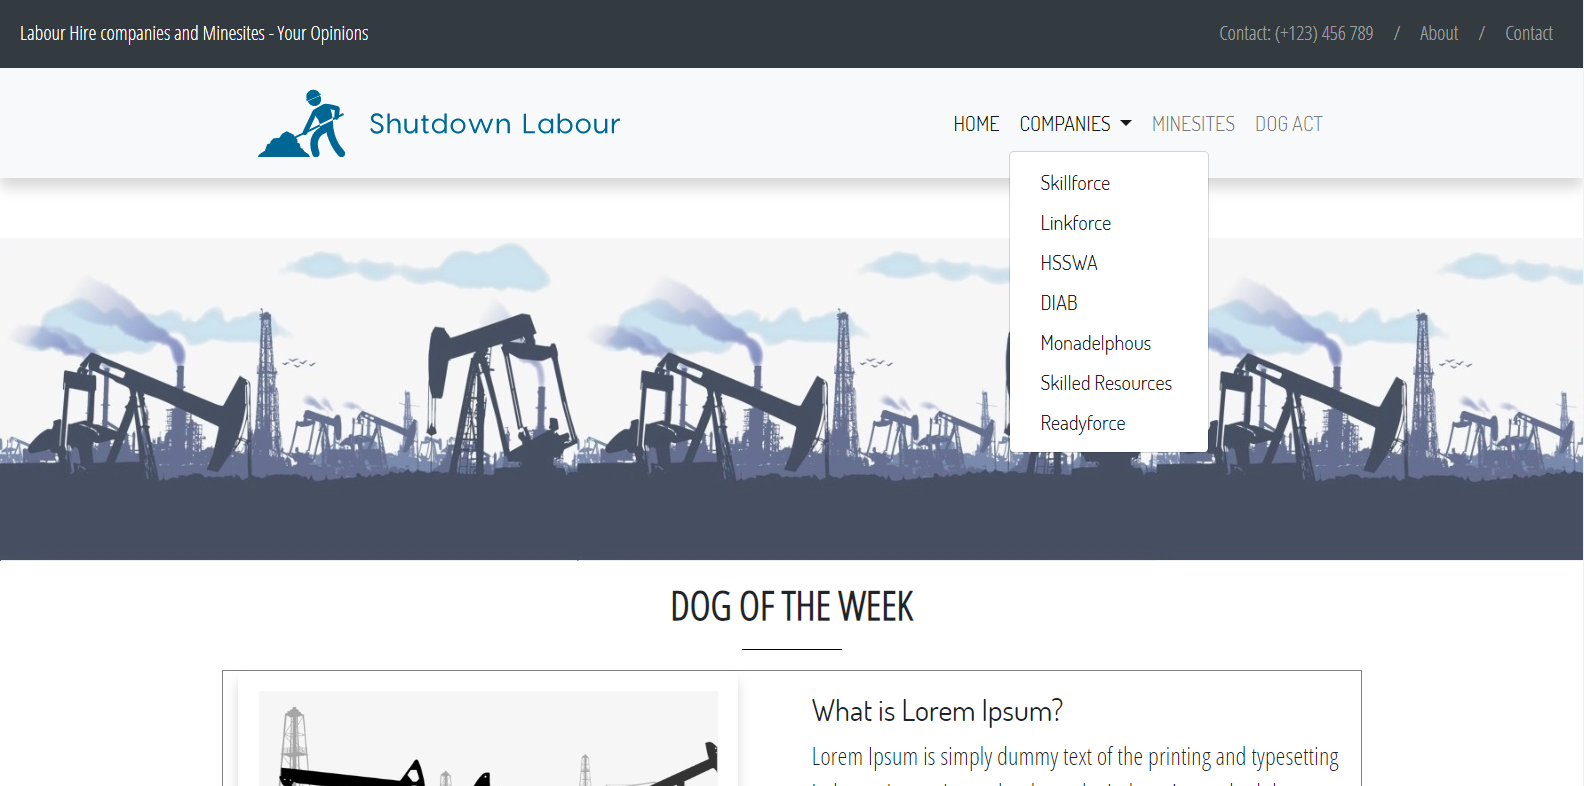 Labour Hire companies and Minesites - Your Opinions
Contact: (+123) 456 789 / About / Contact
Shutdown Labour
HOME COMPANIES MINESITES DOG ACT
Skillforce
Linkforce
HSSWA
DIAB
Monadelphous
Skilled Resources
Readyforce
DOG OF THE WEEK
What is Lorem Ipsum?
Lorem Ipsum is simply dummy text of the printing and typesetting